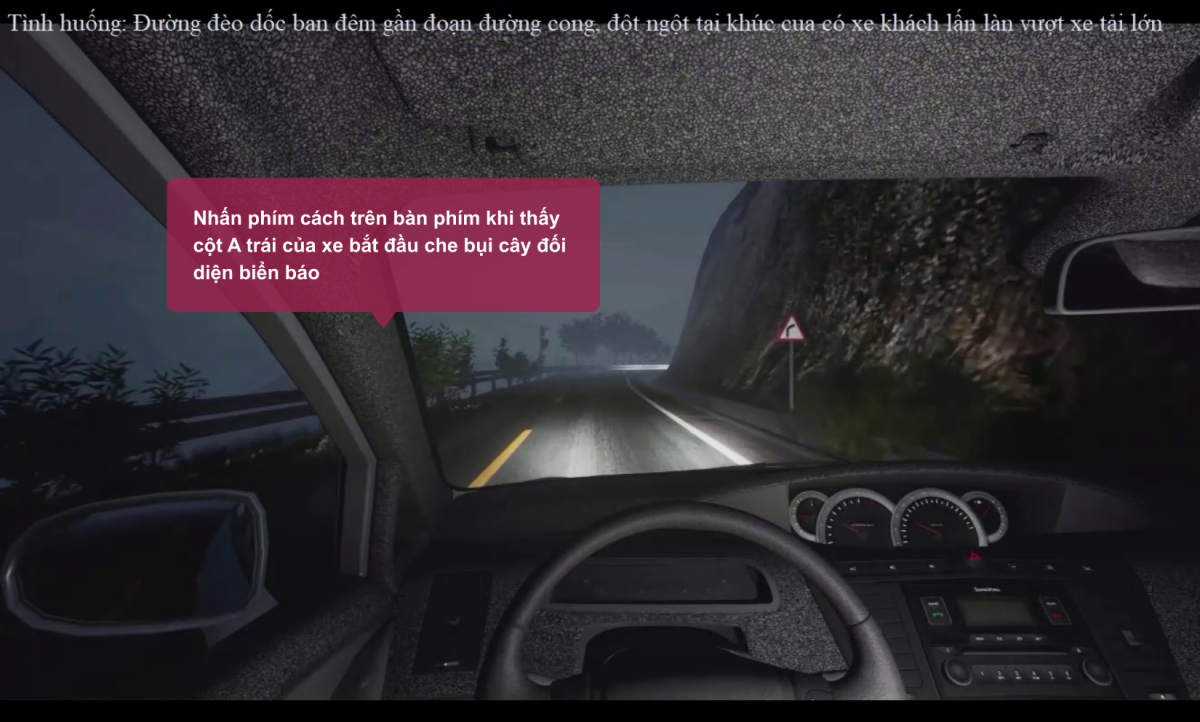 Tình huống: Đường đèo dốc ban đêm gần đoạn đường cong, đột ngột tại khúc cua có xe khách lấn làn vượt xe tải lớn
Nhấn phím cách trên bàn phím khi thấy
cột A trái của xe bắt đầu che bụi cây đối
diện biển báo